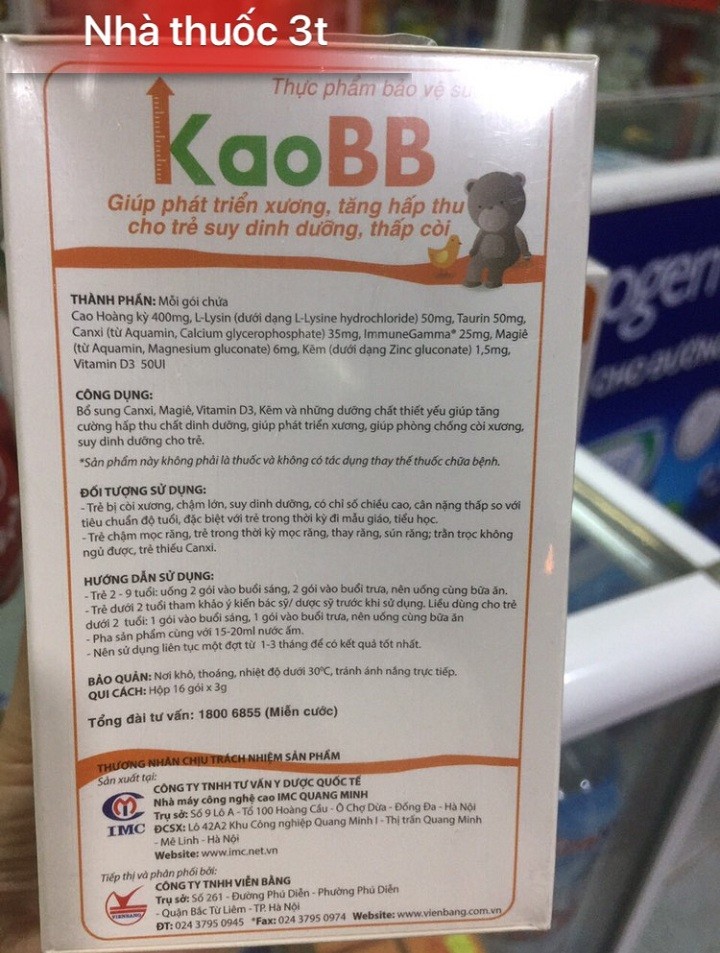 Nhà thuốc 3t
Thực phẩm bảo vệ
KaoBB
Giúp phát triển xương, tăng hấp thu
cho trẻ suy dinh dưỡng, thấp còi
THÀNH PHẦN: Mỗi gói chứa
Cao Hoàng kỳ 400mg, L-Lysin (dưới dạng L-Lysine hydrochloride) 50mg, Taurin 50mg,
Canxi (từ Aquamin, Calcium glycerophosphate) 35mg, ImmuneGamma* 25mg, Magiê
(từ Aquamin, Magnesium gluconate) 6mg, Kẽm (dưới dạng Zinc gluconate) 1,5mg,
Vitamin D3 50UI
CÔNG DỤNG:
Bổ sung Canxi, Magiê, Vitamin D3, Kẽm và những dưỡng chất thiết yếu giúp tăng
cường hấp thu chất dinh dưỡng, giúp phát triển xương, giúp phòng chống còi xương,
suy dinh dưỡng cho trẻ.
*Sản phẩm này không phải là thuốc và không có tác dụng thay thế thuốc chữa bệnh.
ĐỐI TƯỢNG SỬ DỤNG:
- Trẻ bị còi xương, chậm lớn, suy dinh dưỡng, có chỉ số chiều cao, cân nặng thấp so với
tiêu chuẩn độ tuổi, đặc biệt với trẻ trong thời kỳ đi mẫu giáo, tiểu học.
- Trẻ chậm mọc răng, trẻ trong thời kỳ mọc răng, thay răng, sún răng; trằn trọc không
ngủ được, trẻ thiếu Canxi.
HƯỚNG DẪN SỬ DỤNG:
- Trẻ 2 - 9 tuổi: uống 2 gói vào buổi sáng, 2 gói vào buổi trưa, nên uống cùng bữa ăn.
- Trẻ dưới 2 tuổi tham khảo ý kiến bác sỹ/ dược sỹ trước khi sử dụng. Liều dùng cho trẻ
dưới 2 tuổi: 1 gói vào buổi sáng, 1 gói vào buổi trưa, nên uống cùng bữa ăn
- Pha sản phẩm cùng với 15-20ml nước ấm.
- Nên sử dụng liên tục một đợt từ 1-3 tháng để có kết quả tốt nhất.
BẢO QUẢN: Nơi khô, thoáng, nhiệt độ dưới 30°C, tránh ánh nắng trực tiếp.
QUI CÁCH: Hộp 16 gói x 3g
Tổng đài tư vấn: 1800 6855 (Miễn cước)
THƯƠNG NHÂN CHỊU TRÁCH NHIỆM SẢN PHẨM
Sản xuất tại:
CÔNG TY TNHH TƯ VẤN Y DƯỢC QUỐC TẾ
Nhà máy công nghệ cao IMC QUANG MINH
Trụ sở: Số 9 Lô A - Tổ 100 Hoàng Cầu - Ô Chợ Dừa - Đống Đa - Hà Nội
IMC
ĐCSX: Lô 42A2 Khu Công nghiệp Quang Minh I - Thị trấn Quang Minh
- Mê Linh - Hà Nội
Website: www.imc.net.vn
Tiếp thị và phân phối bởi:
CÔNG TY TNHH VIỄN BẰNG
Trụ sở: Số 261 - Đường Phú Diễn - Phường Phú Diễn
- Quận Bắc Từ Liêm - TP. Hà Nội
VIENBANG
ĐT: 024 3795 0945 *Fax: 024 3795 0974 Website: www.vienbang.com.vn
ogem
CHO ĐƯỜNG